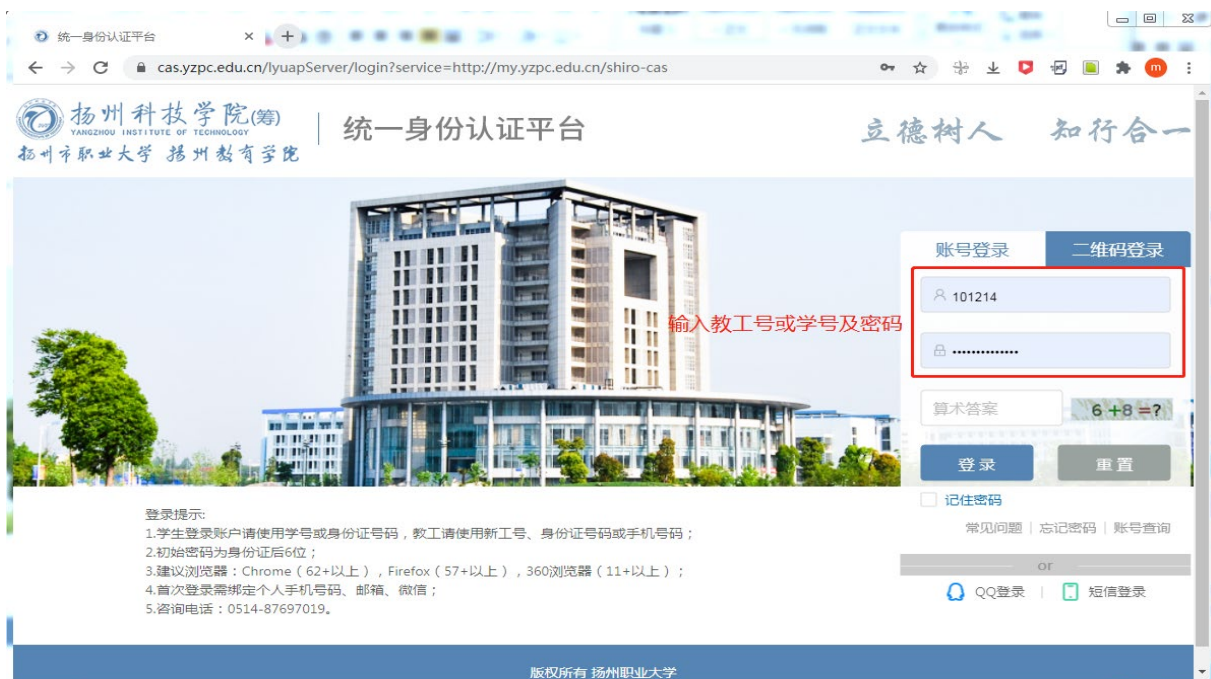 统一身份认证平台
cas.yzpc.edu.cn/lyuapServer/login?service=http://my.yzpc.edu.cn/shiro-cas
m
扬州科技学院(筹)
YANGZHOU INSTITUTE OF TECHNOLOGY
扬州市职业大学 扬州教育学院
统一身份认证平台
立德树人 知行合一
账号登录 二维码登录
101214
输入教工号或学号及密码
••••••••••••••
算术答案 6 +8 =?
登录 重置
记住密码
常见问题 | 忘记密码 | 账号查询
or
QQ登录 | 短信登录
登录提示:
1.学生登录账户请使用学号或身份证号码，教工请使用新工号、身份证号码或手机号码；
2.初始密码为身份证后6位；
3.建议浏览器：Chrome（62+以上），Firefox（57+以上），360浏览器（11+以上）；
4.首次登录需绑定个人手机号码、邮箱、微信；
5.咨询电话：0514-87697019。
版权所有 扬州职业大学